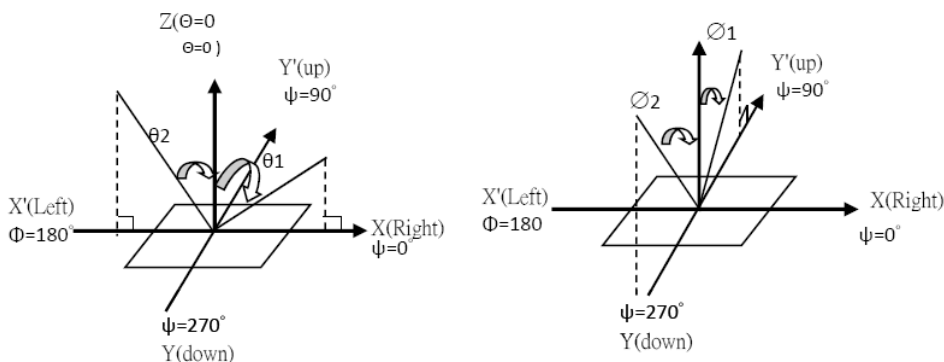 Z(Θ=0
Θ=0 )
Y'(up)
ψ=90°
θ2
θ1
X'(Left)
Φ=180°
X(Right)
ψ=0°
ψ=270°
Y(down)
∅1
Y'(up)
ψ=90°
∅2
X'(Left)
Φ=180
X(Right)
ψ=0°
ψ=270°
Y(down)